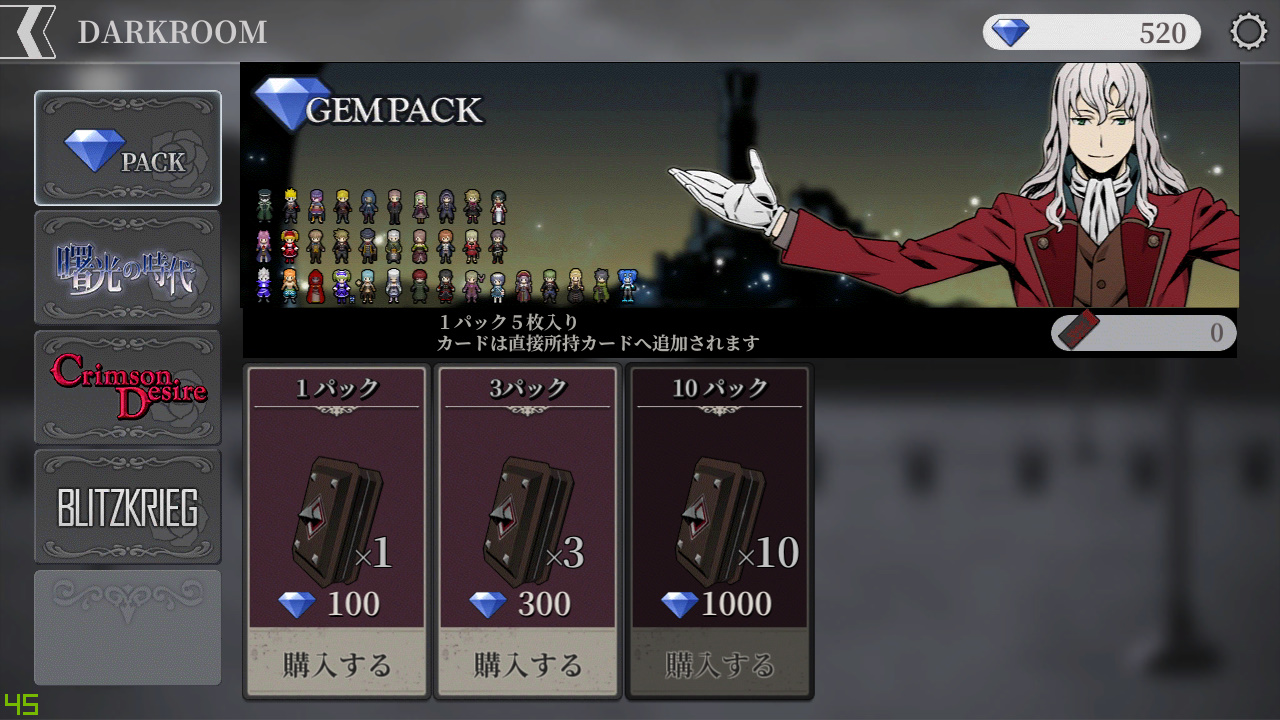 DARKROOM
520
GEM PACK
PACK
曙光の時代
Crimson Desire
BLITZKRIEG
1パック5枚入り
カードは直接所持カードへ追加されます
0
1パック
×1
100
購入する
3パック
×3
300
購入する
10パック
×10
1000
購入する
45